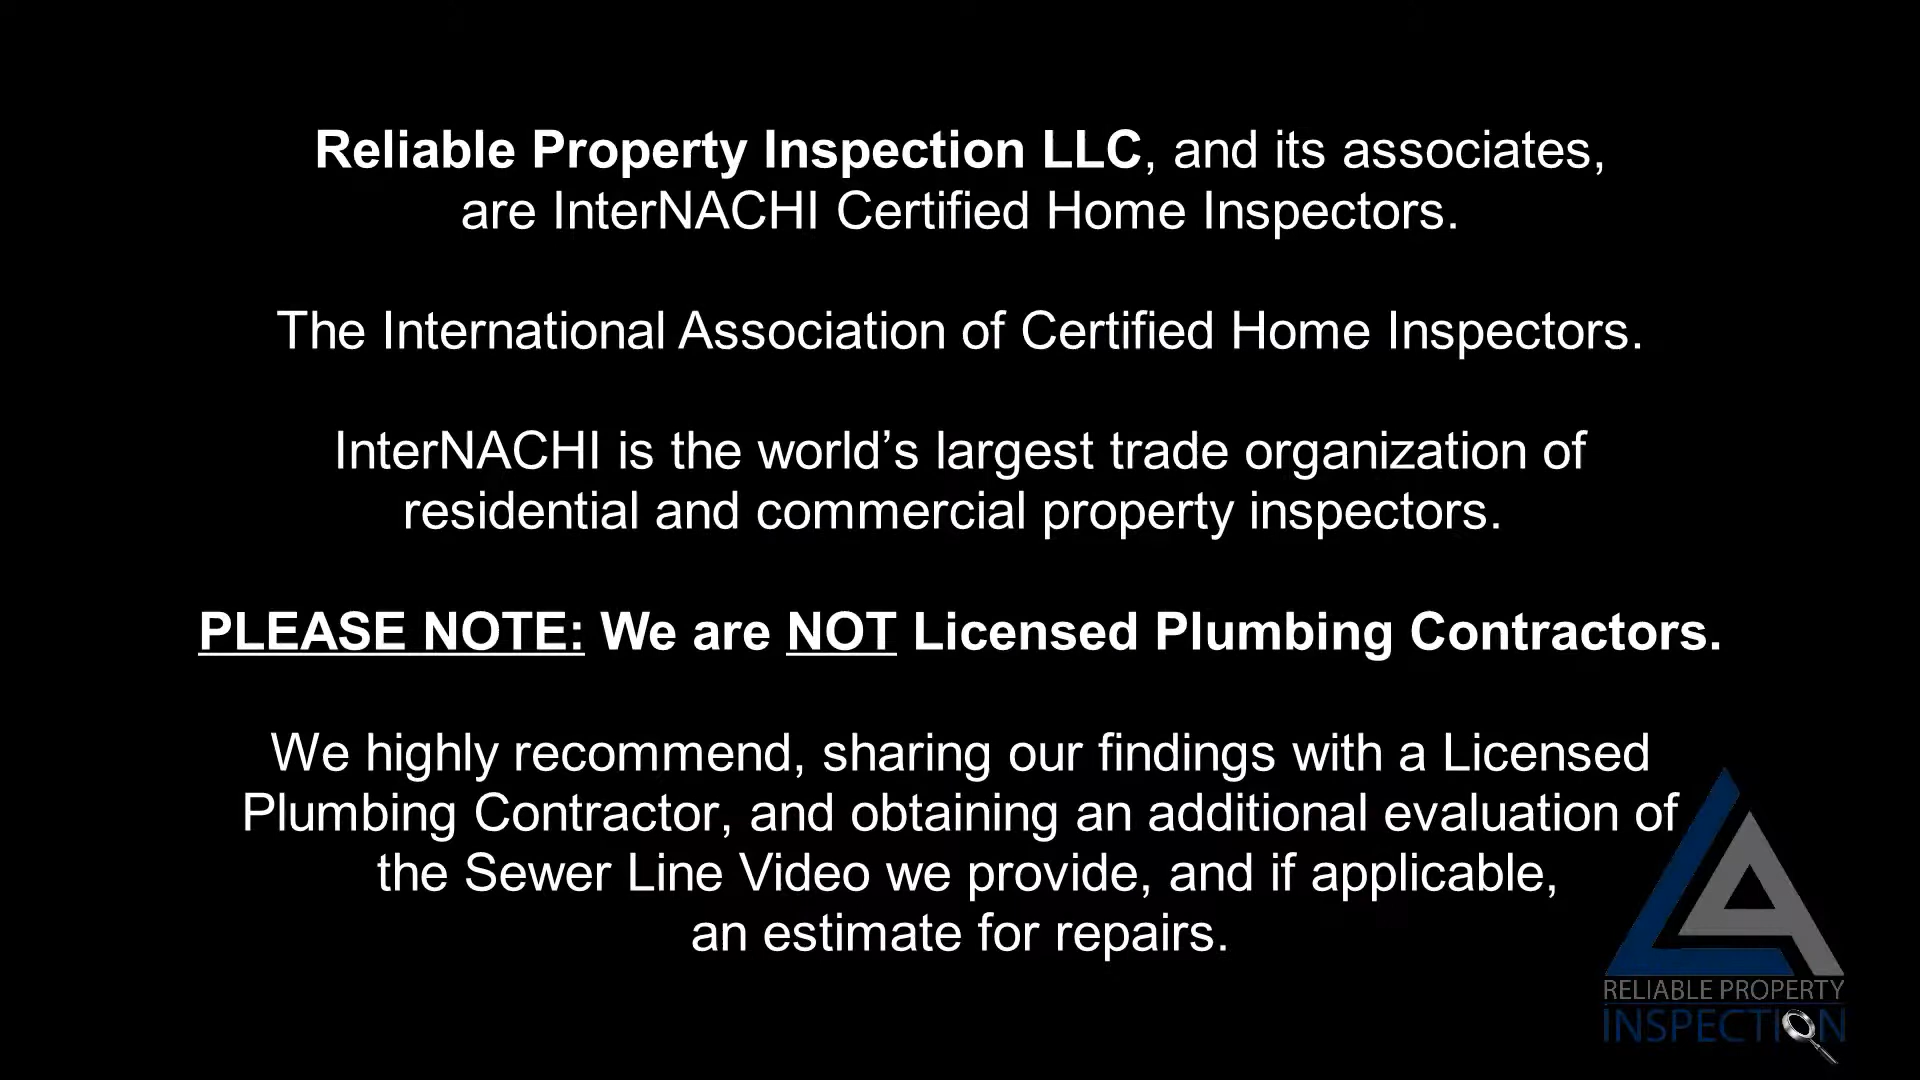 Reliable Property Inspection LLC, and its associates,
are InterNACHI Certified Home Inspectors.
The International Association of Certified Home Inspectors.
InterNACHI is the world’s largest trade organization of
residential and commercial property inspectors.
PLEASE NOTE: We are NOT Licensed Plumbing Contractors.
We highly recommend, sharing our findings with a Licensed
Plumbing Contractor, and obtaining an additional evaluation of
the Sewer Line Video we provide, and if applicable,
an estimate for repairs.
RELIABLE PROPERTY
INSPECTION